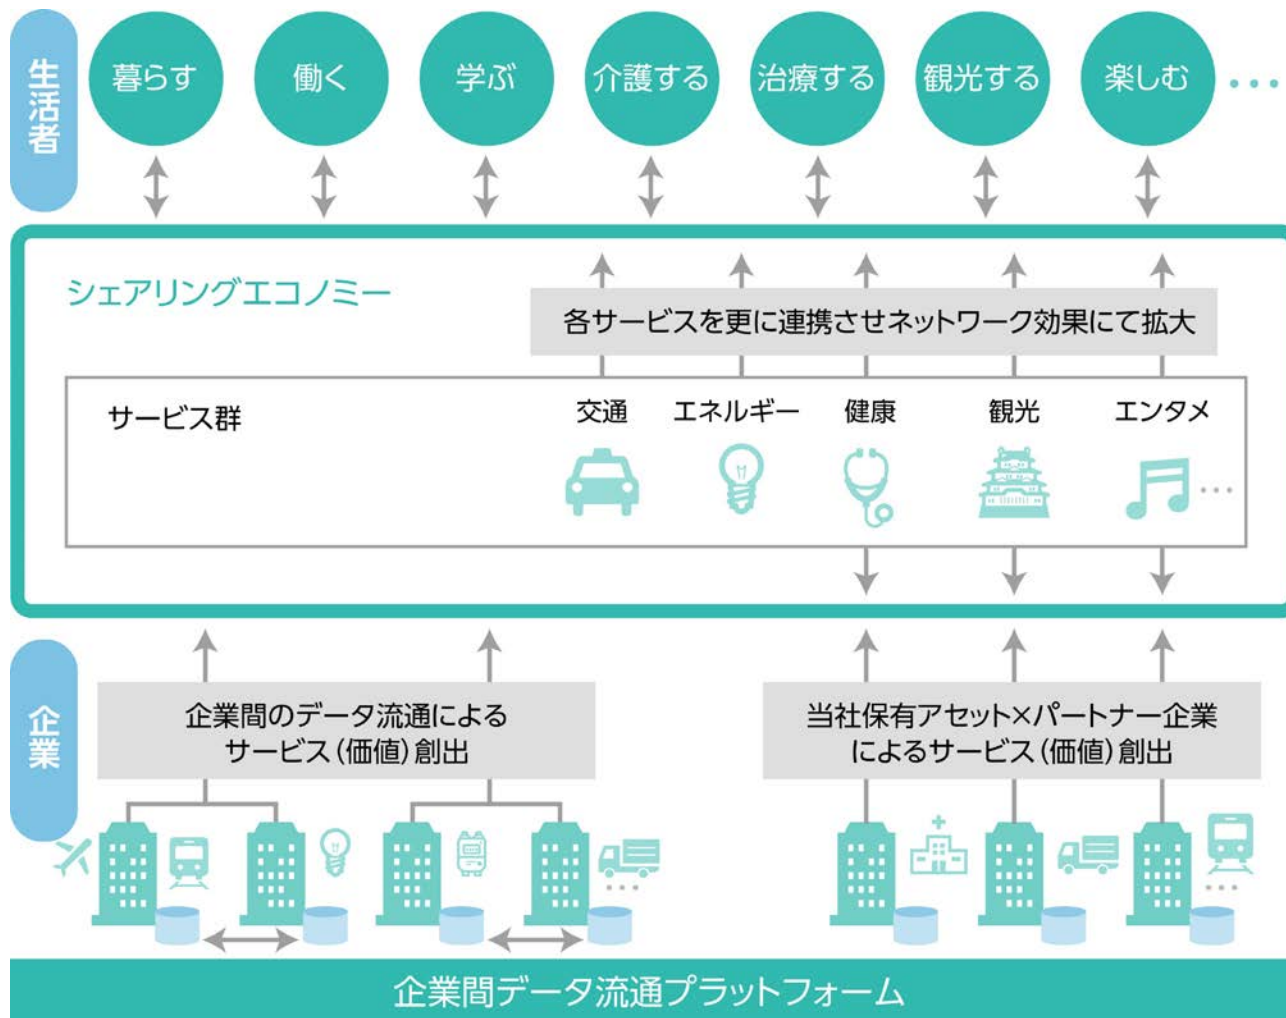 生活者
暮らす
働く
学ぶ
介護する
治療する
観光する
楽しむ
シェアリングエコノミー
各サービスを更に連携させネットワーク効果にて拡大
サービス群
交通
エネルギー
健康
観光
エンタメ
企業
企業間のデータ流通による
サービス(価値)創出
当社保有アセット×パートナー企業
によるサービス(価値)創出
企業間データ流通プラットフォーム